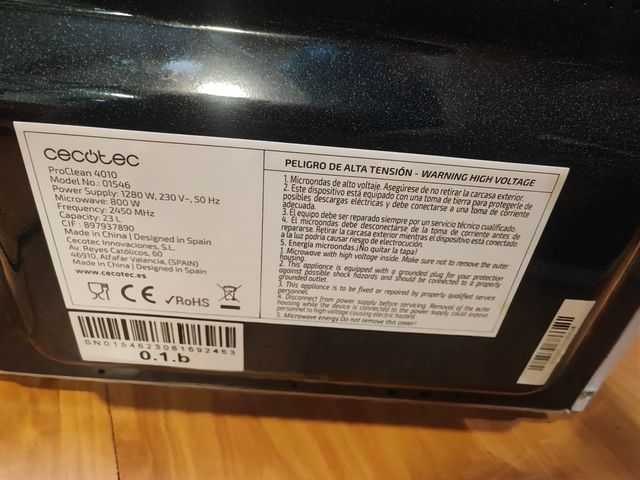 cecotec
ProClean 4010
Model No.: 01546
Power Supply: 1280 W, 230 V~, 50 Hz
Microwave: 800 W
Frequency: 2450 MHz
Capacity: 23 L
CIF: B97937890
Made in China | Designed in Spain
Cecotec Innovaciones, S.L.
Av. Reyes Católicos, 60
46910, Alfafar Valencia, (SPAIN)
Made in China | Designed in Spain
www.cecotec.es
CE ✓RoHS
SN0154623061692463
0.1.b
PELIGRO DE ALTA TENSIÓN - WARNING HIGH VOLTAGE
1. Microondas de alto voltaje. Asegúrese de no retirar la carcasa exterior.
2. Este dispositivo está equipado con una toma de tierra para protegerle de
posibles descargas eléctricas y debe conectarse a una toma de corriente
adecuada.
3. El equipo debe ser reparado siempre por un servicio técnico cualificado
4. El microondas debe desconectarse de la toma de corriente antes de
repararse. Retirar la carcasa exterior mientras el dispositivo está conectado
a la luz podría causar riesgo de electrocución.
5. Energía microondas. ¡No quitar la tapa!
1 Microwave with high voltage inside. Make sure not to remove the outer
housing.
2. This appliance is equipped with a grounded plug for your protection
against possible shock hazards and should be connected to a properly
grounded outlet.
3. This appliance is to be fixed or repaired by properly qualified service
personnel.
4. Disconnect from power supply before servicing. Removal of the outer
housing while the device is connected to the power supply could expose
personnel to high voltage causing electric hazard.
5. Microwave energy Do not remove this cover!